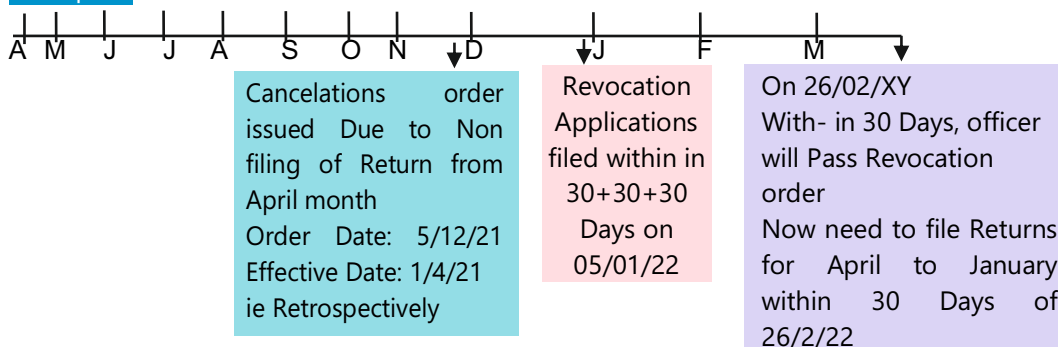 A M J J A S O N D J F M
Cancelations order
issued Due to Non
filing of Return from
April month
Order Date: 5/12/21
Effective Date: 1/4/21
ie Retrospectively
Revocation
Applications
filed within in
30+30+30
Days on
05/01/22
On 26/02/XY
With- in 30 Days, officer
will Pass Revocation
order
Now need to file Returns
for April to January
within 30 Days of
26/2/22